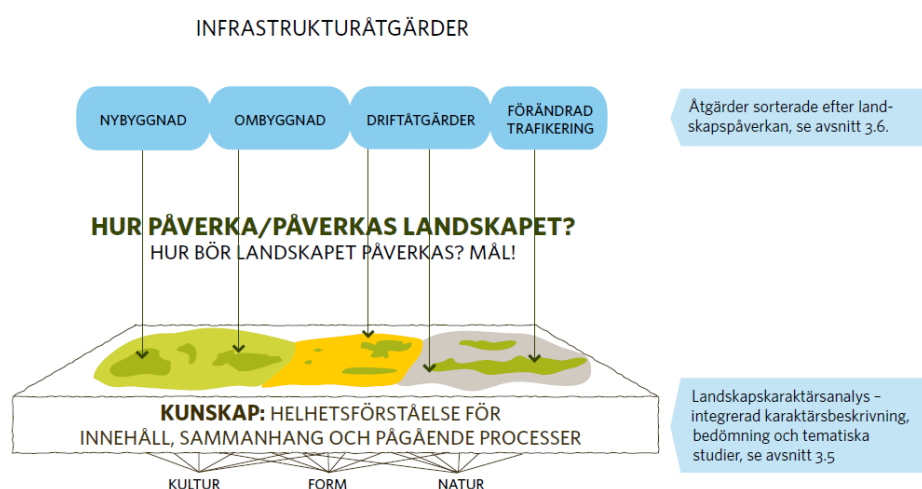 INFRASTRUKTURÅTGÄRDER
NYBYGGNAD
OMBYGGNAD
DRIFTÅTGÄRDER
FÖRÄNDRAD
TRAFIKERING
Åtgärder sorterade efter land-
skapspåverkan, se avsnitt 3.6.
HUR PÅVERKA/PÅVERKAS LANDSKAPET?
HUR BÖR LANDSKAPET PÅVERKAS? MÅL!
KUNSKAP: HELHETSFÖRSTÅELSE FÖR
INNEHÅLL, SAMMANHANG OCH PÅGÅENDE PROCESSER
Landskapskaraktärsanalys –
integrerad karaktärsbeskrivning,
bedömning och tematiska
studier, se avsnitt 3.5
KULTUR
FORM
NATUR